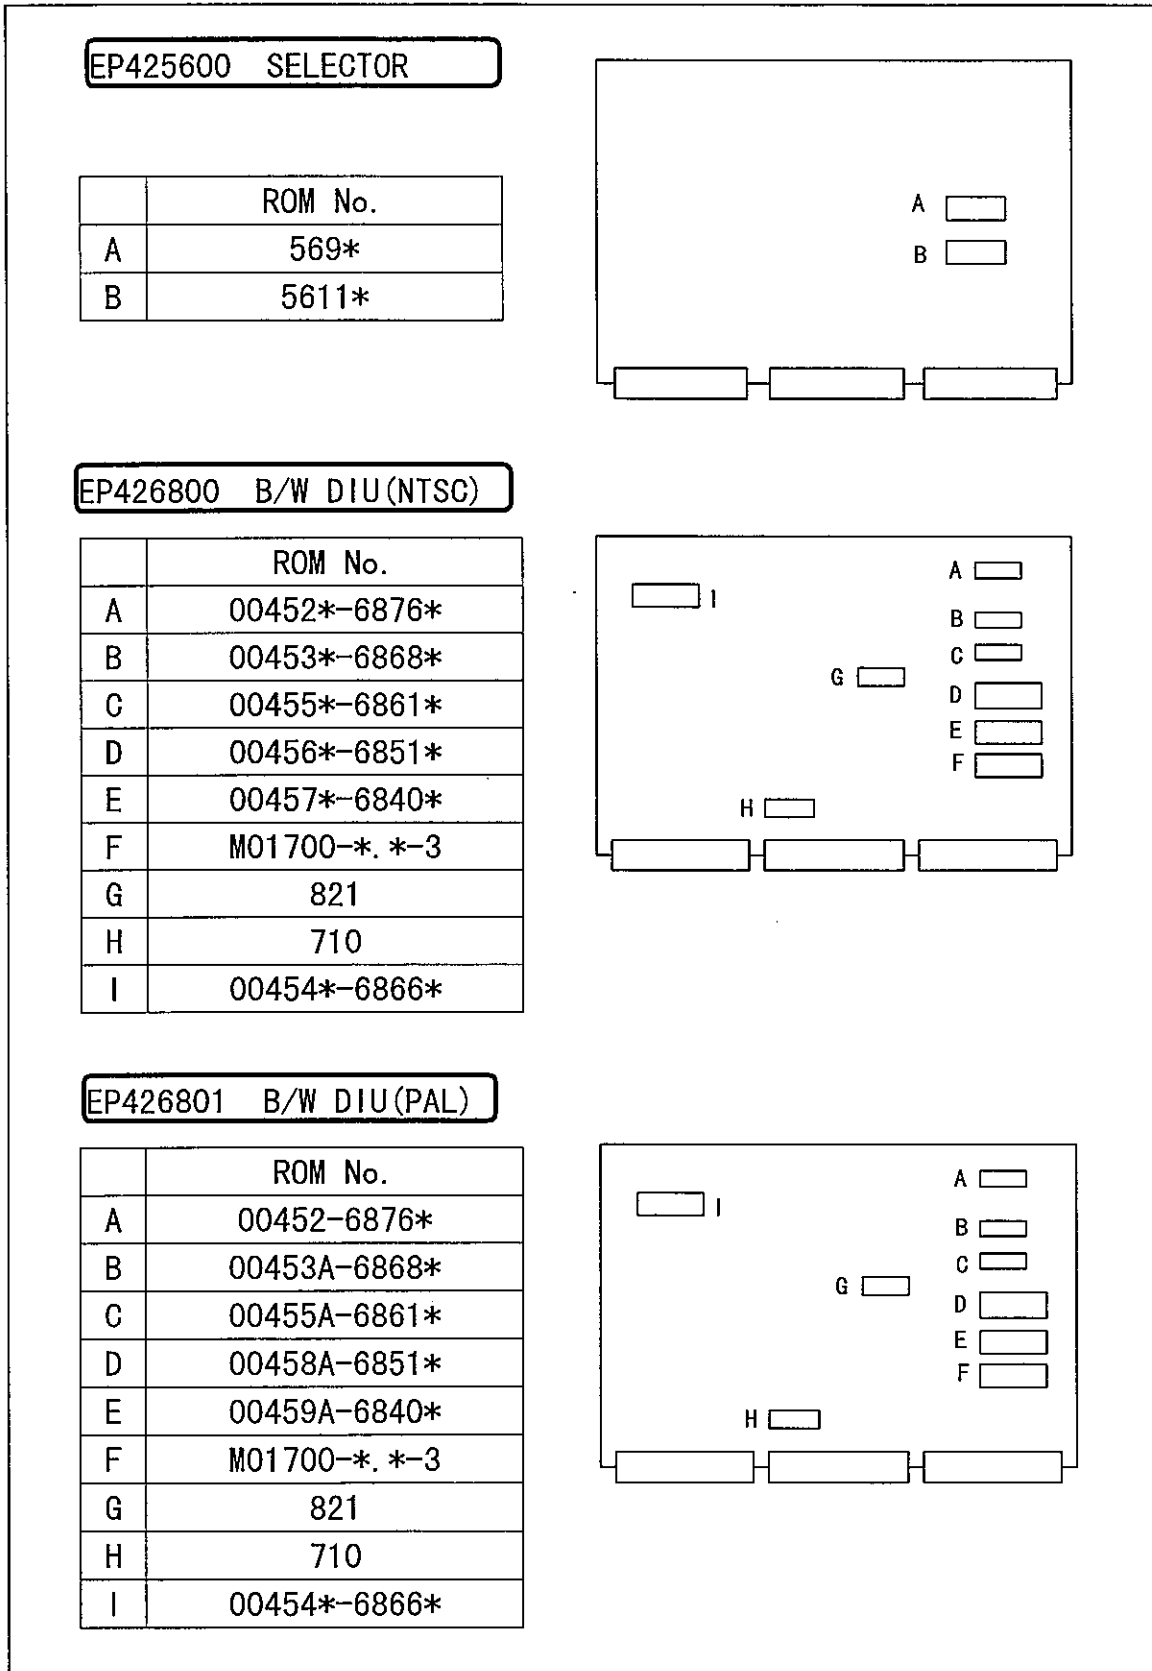 EP425600 SELECTOR
ROM No.
A 569*
B 5611*
A
B
EP426800 B/W DIU(NTSC)
ROM No.
A 00452*-6876*
B 00453*-6868*
C 00455*-6861*
D 00456*-6851*
E 00457*-6840*
F M01700-*.*-3
G 821
H 710
I 00454*-6866*
A
I
B
C
G
D
E
F
H
EP426801 B/W DIU(PAL)
ROM No.
A 00452-6876*
B 00453A-6868*
C 00455A-6861*
D 00458A-6851*
E 00459A-6840*
F M01700-*.*-3
G 821
H 710
I 00454*-6866*
A
I
B
C
G
D
E
F
H